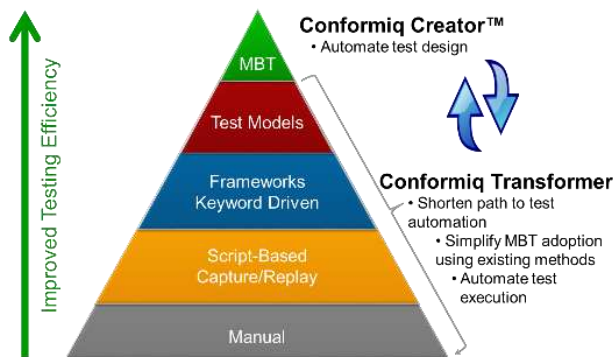 Conformiq Creator™
• Automate test design
MBT
Test Models
Frameworks
Keyword Driven
Script-Based
Capture/Replay
Manual
Improved Testing Efficiency
Conformiq Transformer
• Shorten path to test
automation
• Simplify MBT adoption
using existing methods
• Automate test
execution